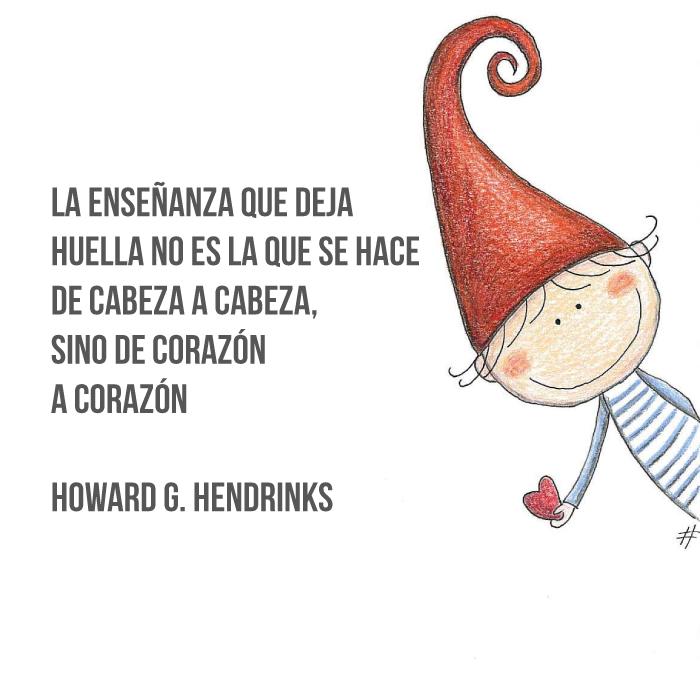 LA ENSEÑANZA QUE DEJA
HUELLA NO ES LA QUE SE HACE
DE CABEZA A CABEZA,
SINO DE CORAZÓN
A CORAZÓN
HOWARD G. HENDRINKS
#